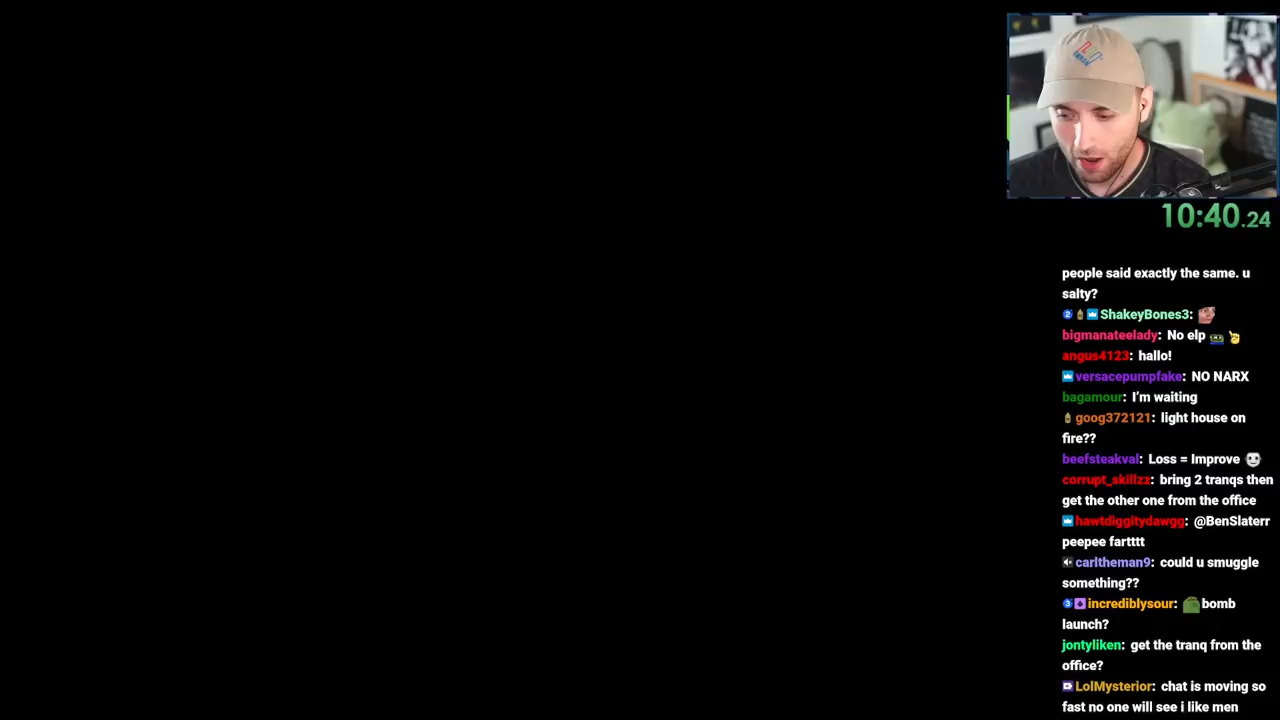 10:40.24
people said exactly the same. u
salty?
ShakeyBones3:
bigmanateelady: No elp
angus4123: hallo!
versacepumpfake: NO NARX
bagamour: I’m waiting
goog372121: light house on
fire??
beefsteakval: Loss = Improve
corrupt_skillzz: bring 2 tranqs then
get the other one from the office
hawtdiggitydawgg: @BenSlaterr
peepee fartttt
carltheman9: could u smuggle
something??
incrediblysour: bomb
launch?
jontyliken: get the tranq from the
office?
LolMysterior: chat is moving so
fast no one will see i like men